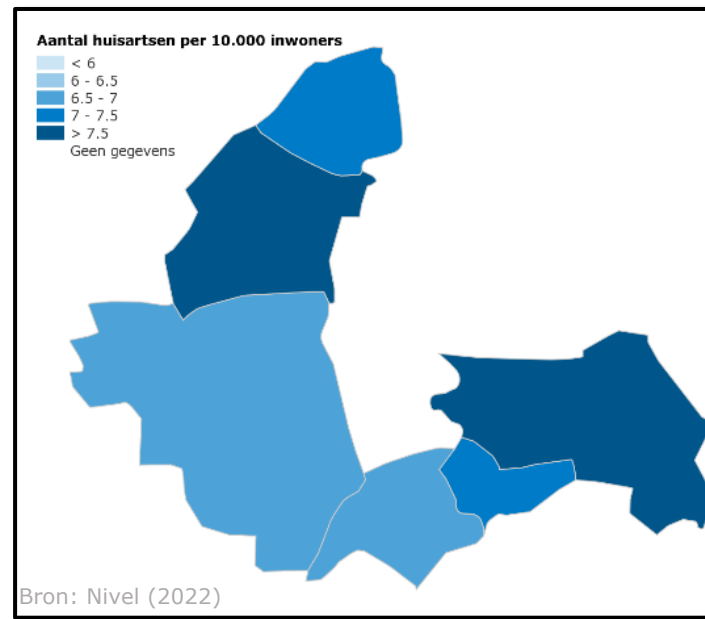 Aantal huisartsen per 10.000 inwoners
< 6
6 - 6.5
6.5 - 7
7 - 7.5
> 7.5
Geen gegevens
Bron: Nivel (2022)